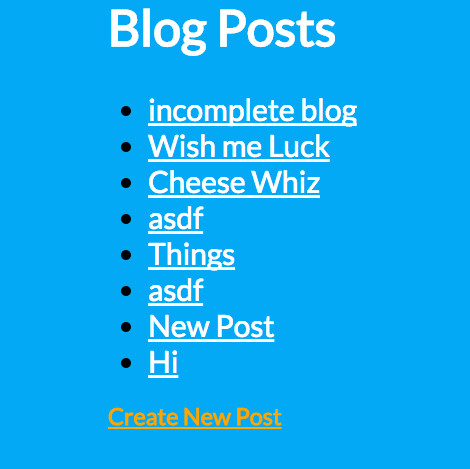 Blog Posts
incomplete blog
Wish me Luck
Cheese Whiz
asdf
Things
asdf
New Post
Hi
Create New Post